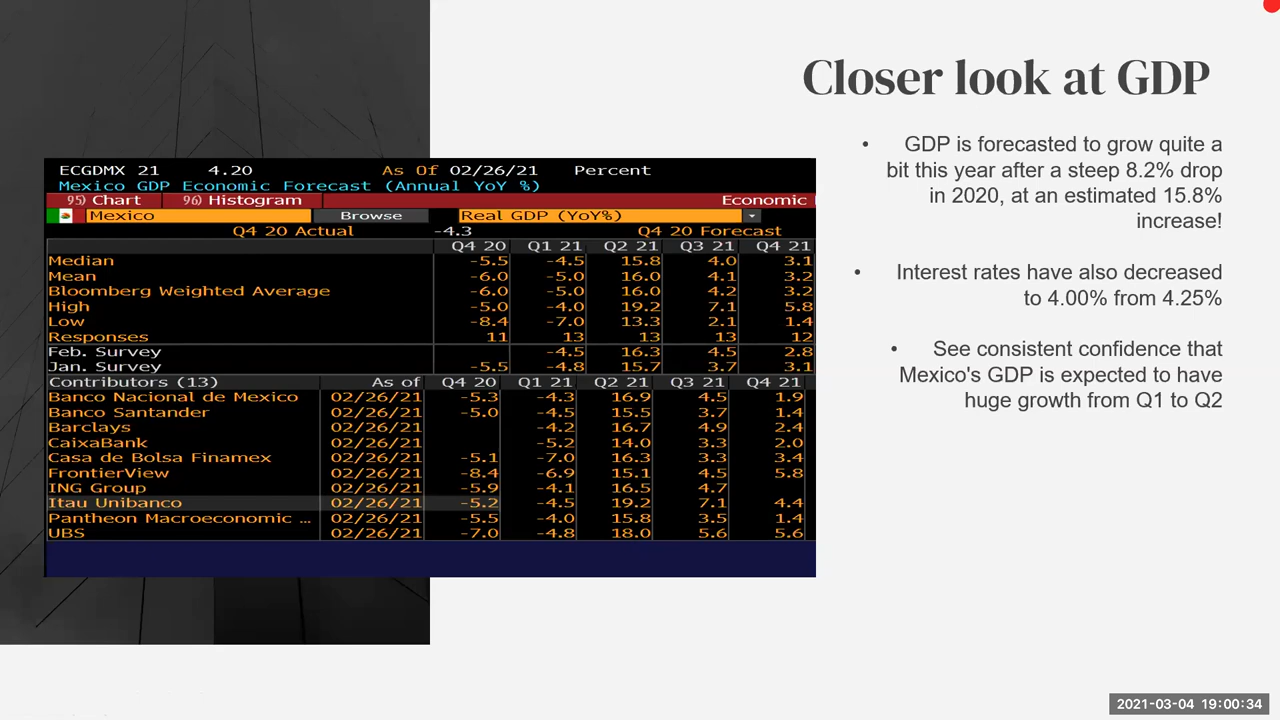 Closer look at GDP
• GDP is forecasted to grow quite a
bit this year after a steep 8.2% drop
in 2020, at an estimated 15.8%
increase!
• Interest rates have also decreased
to 4.00% from 4.25%
• See consistent confidence that
Mexico's GDP is expected to have
huge growth from Q1 to Q2
ECGDMX 21 4.20 As Of 02/26/21 Percent
Mexico GDP Economic Forecast (Annual YoY %)
95) Chart 96) Histogram Economic
Mexico Browse Real GDP (YoY%)
Q4 20 Actual -4.3 Q4 20 Forecast
Q4 20 Q1 21 Q2 21 Q3 21 Q4 21
Median -5.5 -4.5 15.8 4.0 3.1
Mean -6.0 -5.0 16.0 4.1 3.2
Bloomberg Weighted Average -6.0 -5.0 16.0 4.2 3.2
High -5.0 -4.0 19.2 7.1 5.8
Low -8.4 -7.0 13.3 2.1 1.4
Responses 11 13 13 13 12
Feb. Survey -4.5 16.3 4.5 2.8
Jan. Survey -5.5 -4.8 15.7 3.7 3.1
Contributors (13) As of Q4 20 Q1 21 Q2 21 Q3 21 Q4 21
Banco Nacional de Mexico 02/26/21 -5.3 -4.3 16.9 4.5 1.9
Banco Santander 02/26/21 -5.0 -4.5 15.5 3.7 1.4
Barclays 02/26/21 -4.2 16.7 4.9 2.4
CaixaBank 02/26/21 -5.2 14.0 3.3 2.0
Casa de Bolsa Finamex 02/26/21 -5.1 -7.0 16.3 3.3 3.4
FrontierView 02/26/21 -8.4 -6.9 15.1 4.5 5.8
ING Group 02/26/21 -5.9 -4.1 16.5 4.7
Itau Unibanco 02/26/21 -5.2 -4.5 19.2 7.1 4.4
Pantheon Macroeconomic ... 02/26/21 -5.5 -4.0 15.8 3.5 1.4
UBS 02/26/21 -7.0 -4.8 18.0 5.6 5.6
2021-03-04 19:00:34